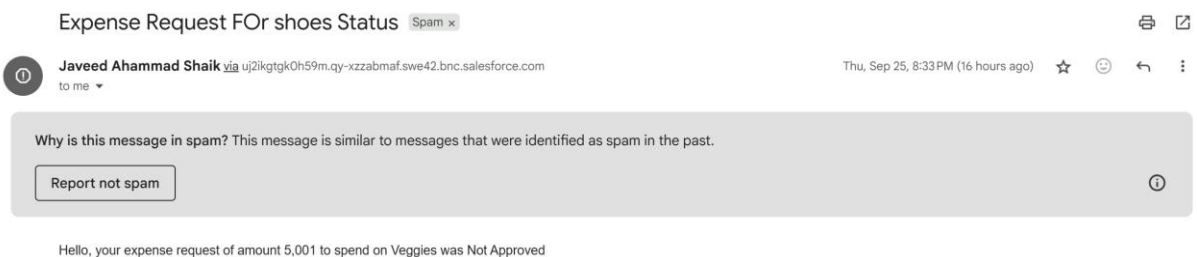 Expense Request FOr shoes Status Spam ×
Javeed Ahammad Shaik via uj2ikgtgk0h59m.qy-xzzabmaf.swe42.bnc.salesforce.com Thu, Sep 25, 8:33 PM (16 hours ago)
to me
Why is this message in spam? This message is similar to messages that were identified as spam in the past.
Report not spam
Hello, your expense request of amount 5,001 to spend on Veggies was Not Approved